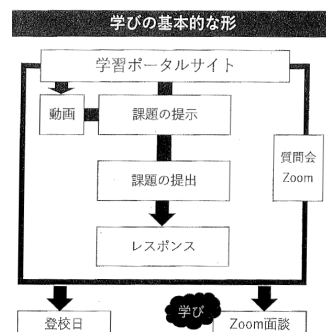 学びの基本的な形
学習ポータルサイト
動画
課題の提示
質問会
Zoom
課題の提出
レスポンス
学び
登校日
Zoom面談